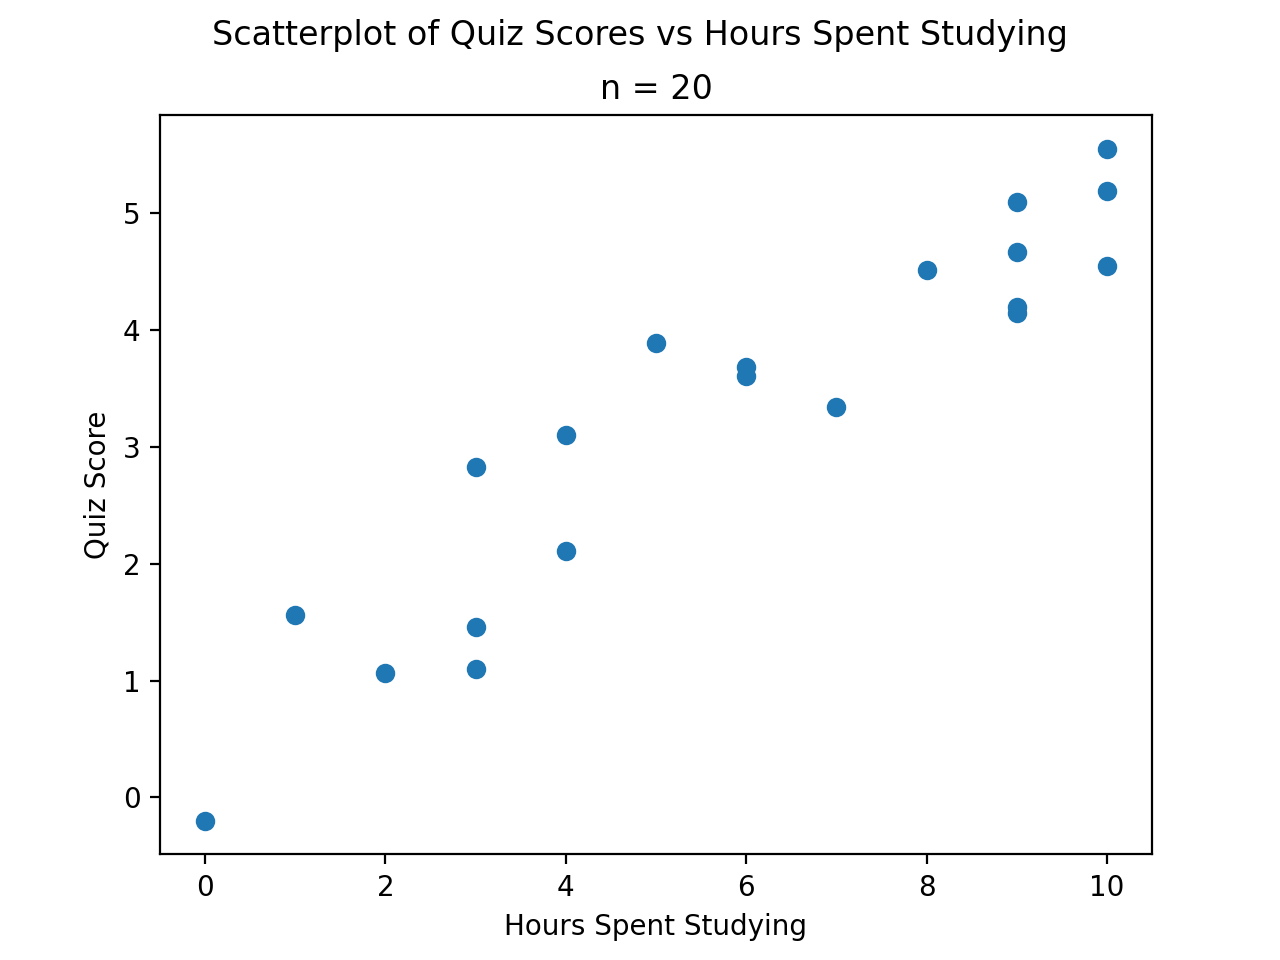 Scatterplot of Quiz Scores vs Hours Spent Studying
n = 20
5
4
3
2
1
0
Quiz Score
0 2 4 6 8 10
Hours Spent Studying